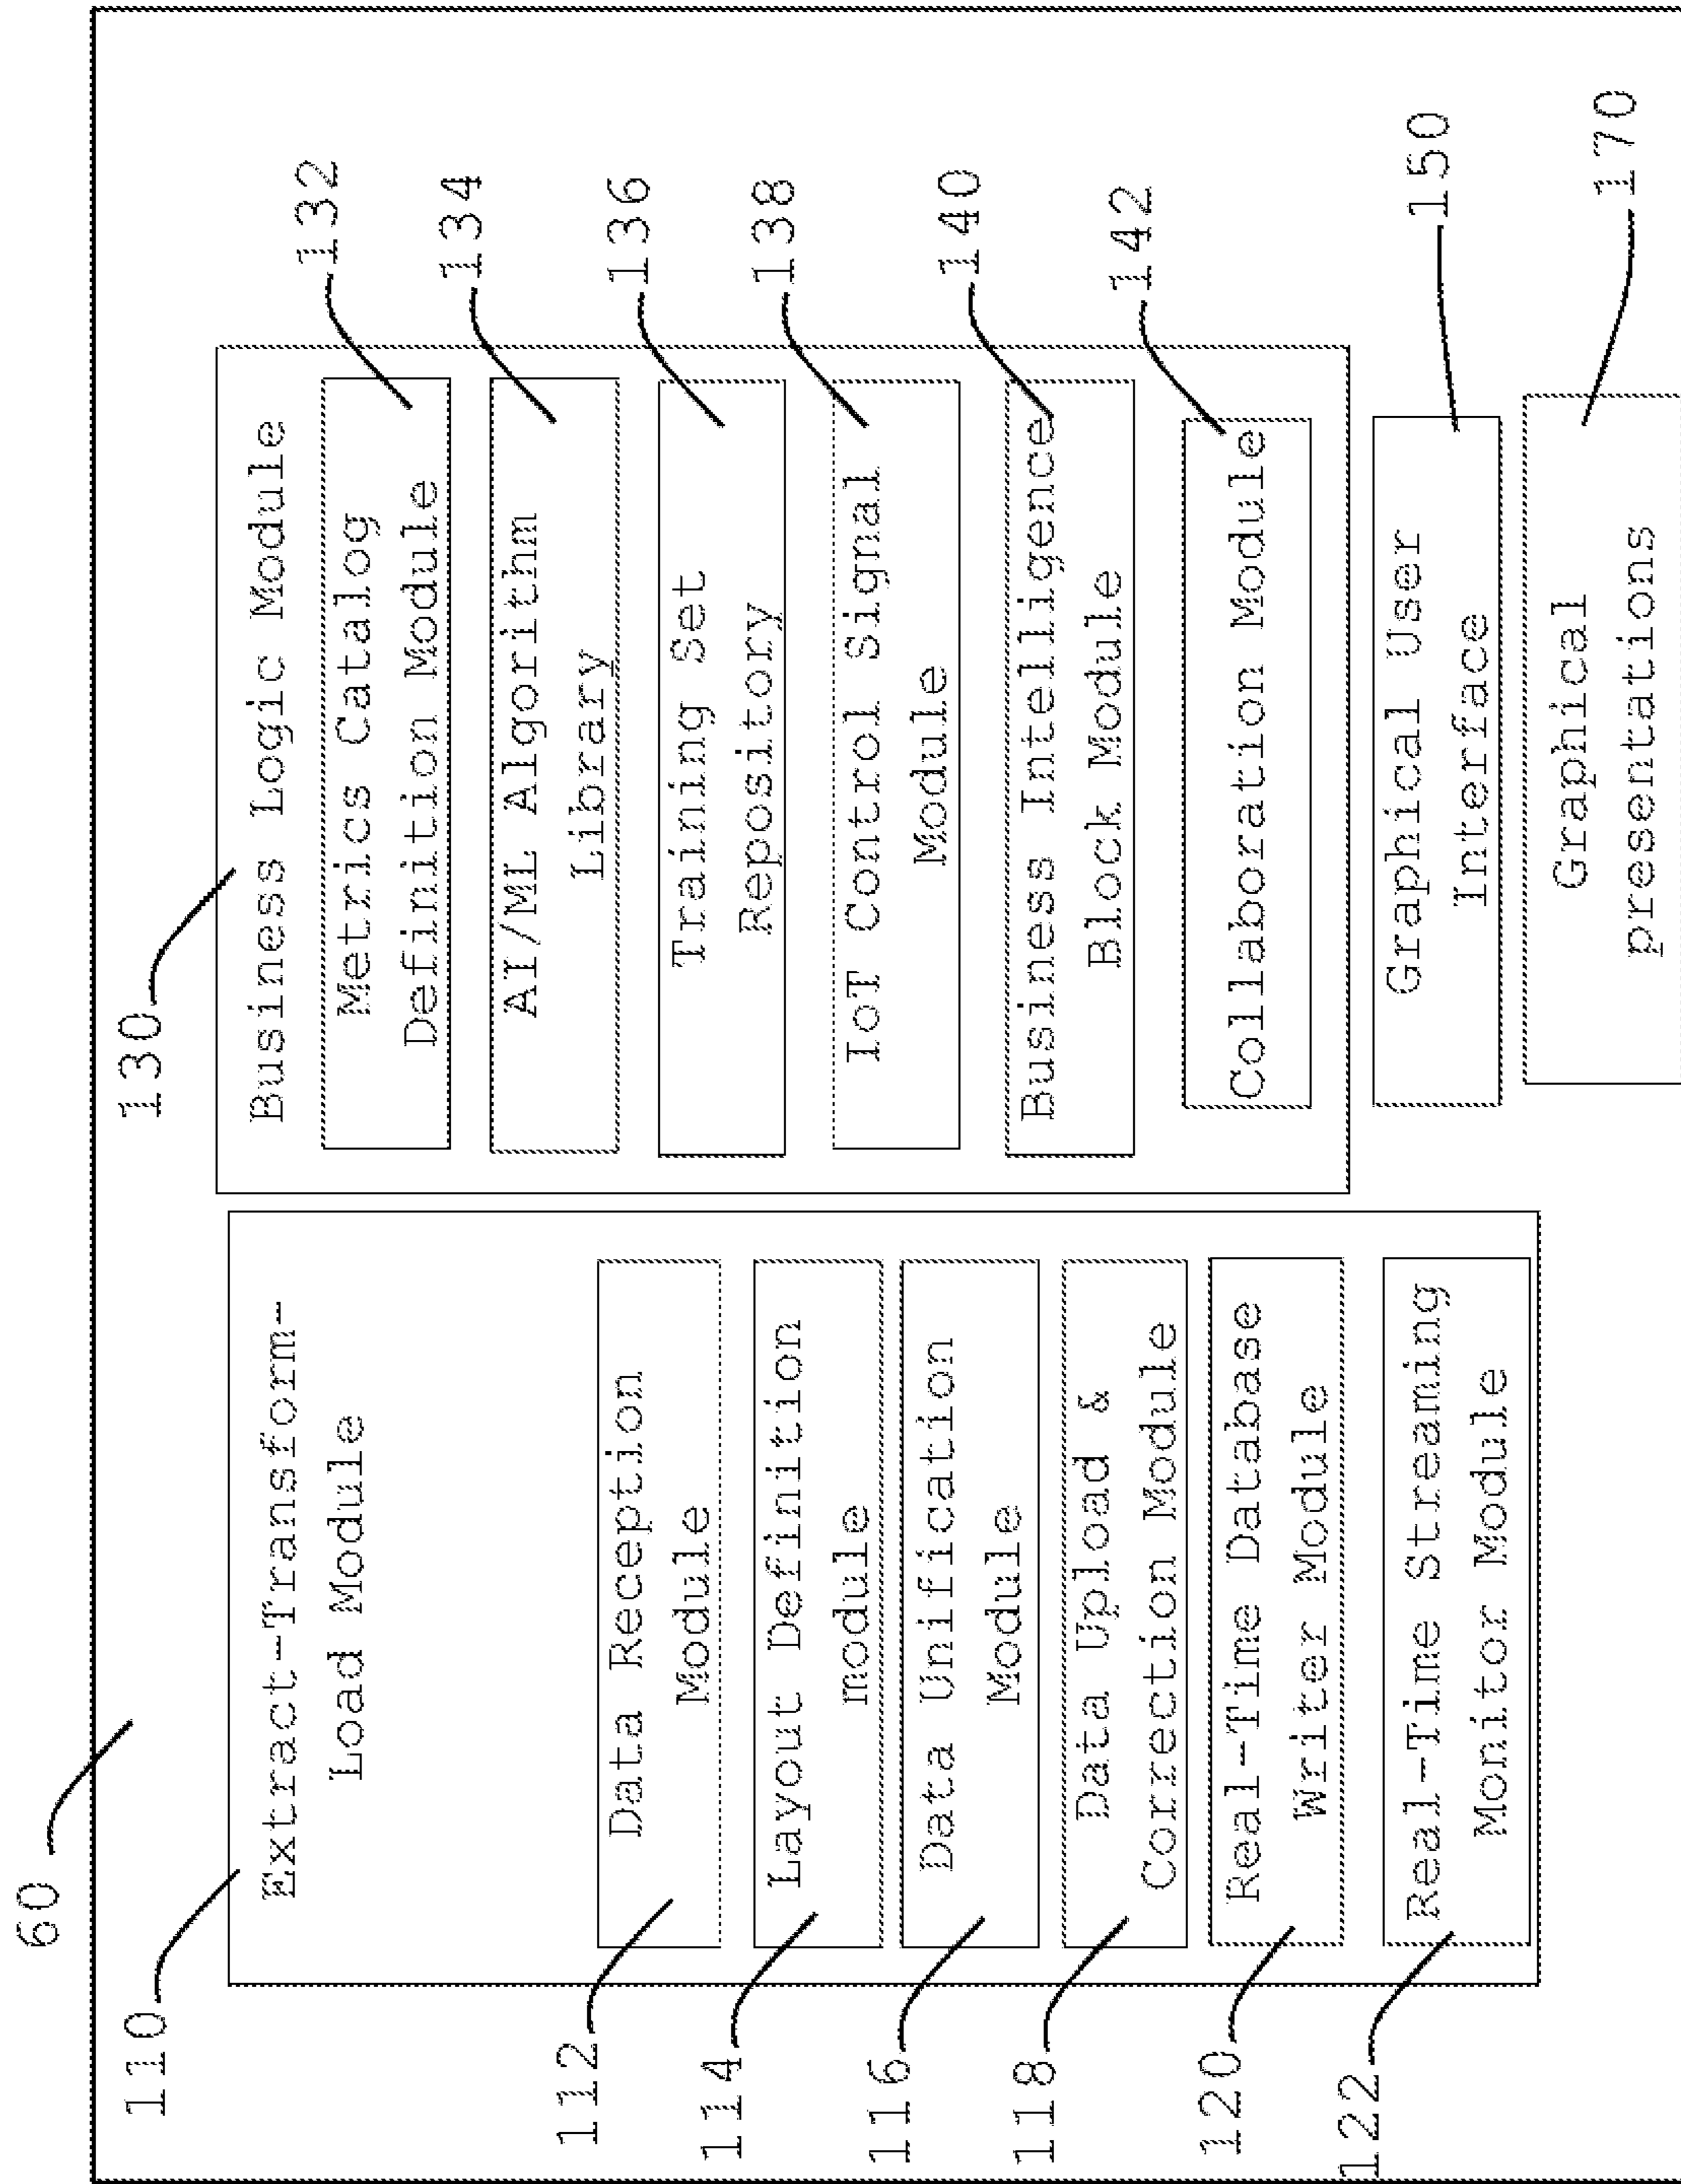 60
110
Extract-Transform-
Load Module
112
Data Reception
Module
114
Layout Definition
module
116
Data Unification
Module
118
Data Upload &
Correction Module
120
Real-Time Database
Writer Module
122
Real-Time Streaming
Monitor Module
130
Business Logic Module
Metrics Catalog
Definition Module
132
AI/ML Algorithm
Library
134
Training Set
Repository
136
IoT Control Signal
Module
138
Business Intelligence
Block Module
140
Collaboration Module
142
Graphical User
Interface
150
Graphical
presentations
170